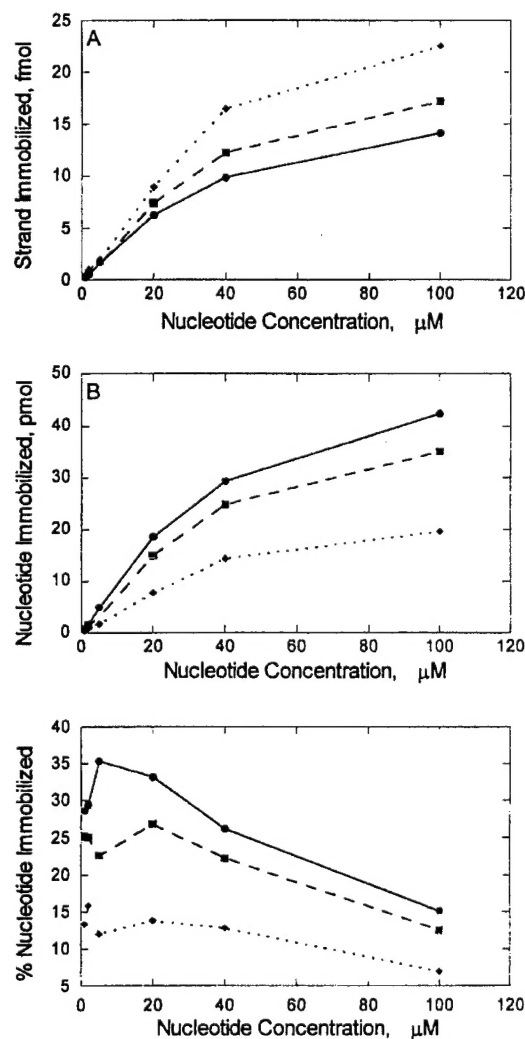 A
25
20
15
10
5
0
Strand Immobilized, fmol
0 20 40 60 80 100 120
Nucleotide Concentration, μM
B
50
40
30
20
10
0
Nucleotide Immobilized, pmol
0 20 40 60 80 100 120
Nucleotide Concentration, μM
40
35
30
25
20
15
10
5
% Nucleotide Immobilized
0 20 40 60 80 100 120
Nucleotide Concentration, μM